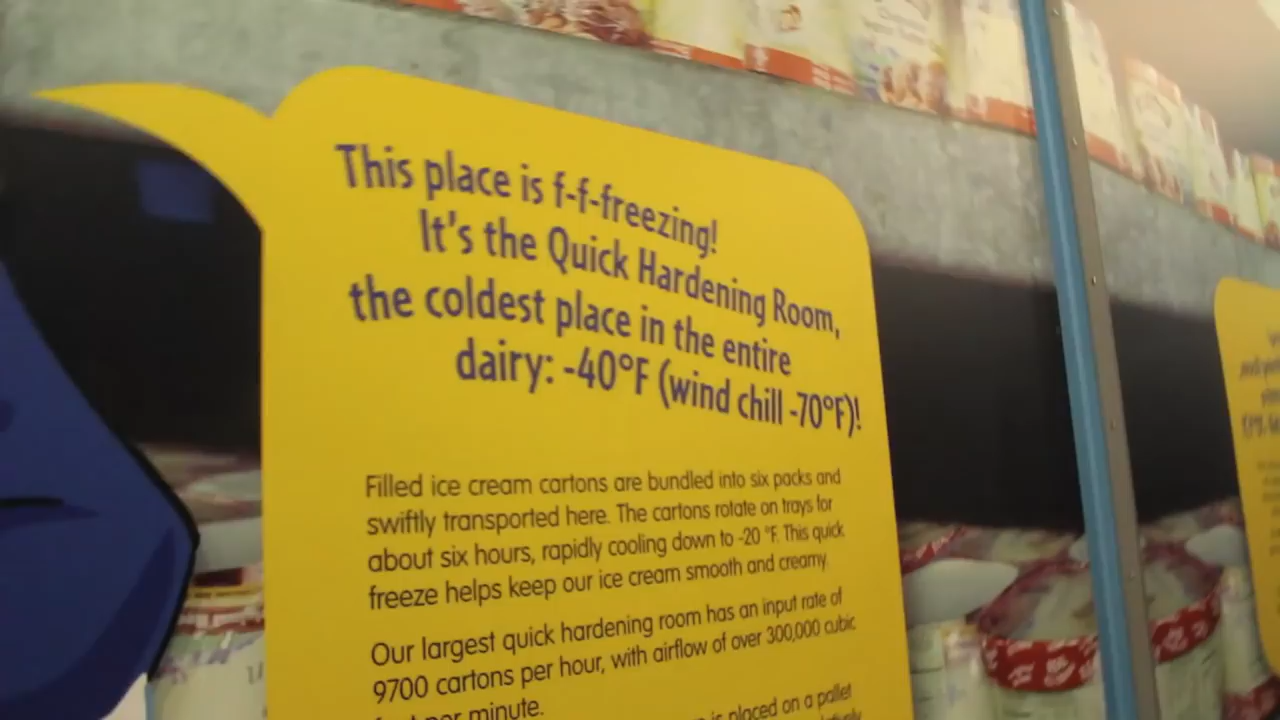 This place is f-f-freezing!
It's the Quick Hardening Room,
the coldest place in the entire
dairy: -40°F (wind chill -70°F)!
Filled ice cream cartons are bundled into six packs and
swiftly transported here. The cartons rotate on trays for
about six hours, rapidly cooling down to -20 °F. This quick
freeze helps keep our ice cream smooth and creamy.
Our largest quick hardening room has an input rate of
9700 cartons per hour, with airflow of over 300,000 cubic
feet per minute.
is placed on a pallet